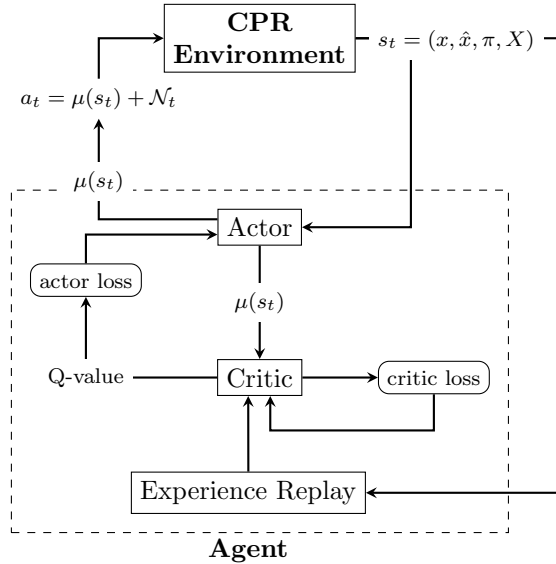 CPR
Environment
s_t = (x, x̂, π, X)
a_t = μ(s_t) + 𝒩_t
μ(s_t)
Actor
actor loss
μ(s_t)
Q-value
Critic
critic loss
Experience Replay
Agent